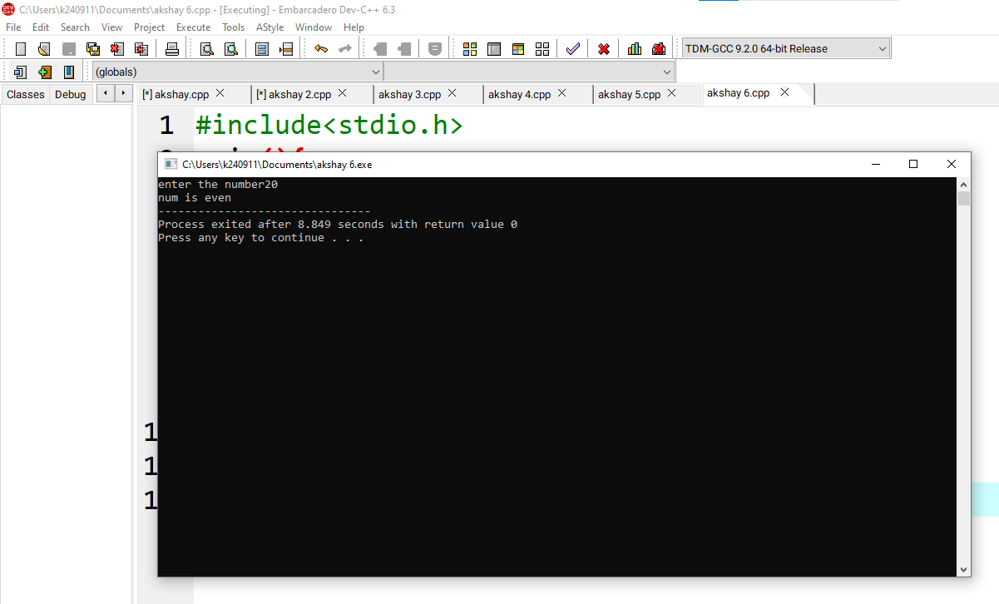 DEV C++ C:\Users\k240911\Documents\akshay 6.cpp - [Executing] - Embarcadero Dev-C++ 6.3
File Edit Search View Project Execute Tools AStyle Window Help
TDM-GCC 9.2.0 64-bit Release
(globals)
Classes Debug [*] akshay.cpp [*] akshay 2.cpp akshay 3.cpp akshay 4.cpp akshay 5.cpp akshay 6.cpp
1 #include<stdio.h>
C:\Users\k240911\Documents\akshay 6.exe
enter the number20
num is even
--------------------------------
Process exited after 8.849 seconds with return value 0
Press any key to continue . . .
1
1
1